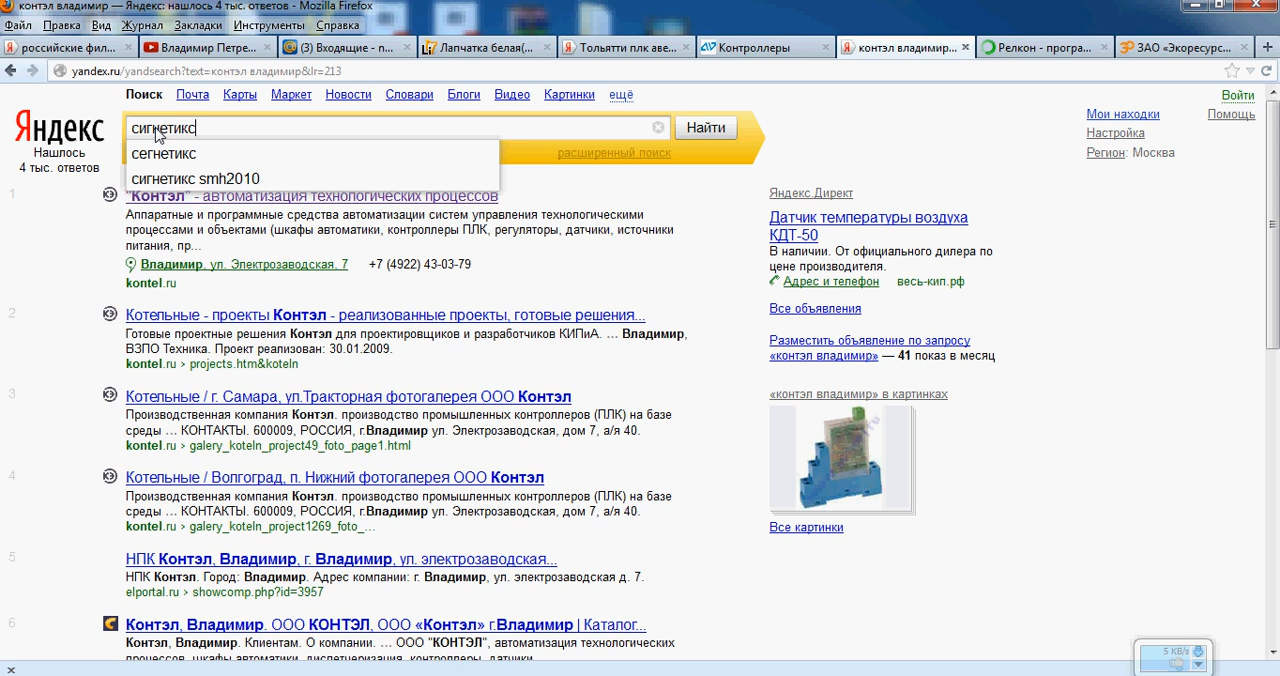 контэл владимир — Яндекс: нашлось 4 тыс. ответов - Mozilla Firefox
Файл Правка Вид Журнал Закладки Инструменты Справка
российские фил...
Владимир Петре...
(3) Входящие - п...
Лапчатка белая(...
Тольятти плк аве...
Контроллеры
контэл владимир...
Релкон - програ...
ЗАО «Экоресурс...
yandex.ru/yandsearch?text=контэл владимир&lr=213
Поиск Почта Карты Маркет Новости Словари Блоги Видео Картинки ещё
Войти
Мои находки Помощь
Настройка
Регион: Москва
Яндекс
Нашлось
4 тыс. ответов
сигнетикс
Найти
сегнетикс
сигнетикс smh2010
расширенный поиск
1
"Контэл" - автоматизация технологических процессов
Аппаратные и программные средства автоматизации систем управления технологическими
процессами и объектами (шкафы автоматики, контроллеры ПЛК, регуляторы, датчики, источники
питания, пр...
Владимир, ул. Электрозаводская, 7 +7 (4922) 43-03-79
kontel.ru
2
Котельные - проекты Контэл - реализованные проекты, готовые решения...
Готовые проектные решения Контэл для проектировщиков и разработчиков КИПиА. ... Владимир,
ВЗПО Техника. Проект реализован: 30.01.2009.
kontel.ru › projects.htm&koteln
3
Котельные / г. Самара, ул.Тракторная фотогалерея ООО Контэл
Производственная компания Контэл. производство промышленных контроллеров (ПЛК) на базе
среды ... КОНТАКТЫ. 600009, РОССИЯ, г.Владимир ул. Электрозаводская, дом 7, а/я 40.
kontel.ru › galery_koteln_project49_foto_page1.html
4
Котельные / Волгоград, п. Нижний фотогалерея ООО Контэл
Производственная компания Контэл. производство промышленных контроллеров (ПЛК) на базе
среды ... КОНТАКТЫ. 600009, РОССИЯ, г.Владимир ул. Электрозаводская, дом 7, а/я 40.
kontel.ru › galery_koteln_project1269_foto_...
5
НПК Контэл, Владимир, г. Владимир, ул. электрозаводская...
НПК Контэл. Город: Владимир. Адрес компании: г. Владимир, ул. электрозаводская д. 7.
elportal.ru › showcomp.php?id=3957
6
Контэл, Владимир. ООО КОНТЭЛ, ООО «Контэл» г.Владимир | Каталог...
Контэл, Владимир. Клиентам. О компании. ... ООО "КОНТЭЛ", автоматизация технологических
процессов, шкафы автоматики, диспетчеризация, контроллеры, датчики.
Яндекс.Директ
Датчик температуры воздуха
КДТ-50
В наличии. От официального дилера по
цене производителя.
Адрес и телефон весь-кип.рф
Все объявления
Разместить объявление по запросу
«контэл владимир» — 41 показ в месяц
«контэл владимир» в картинках
Все картинки
5 KB/s